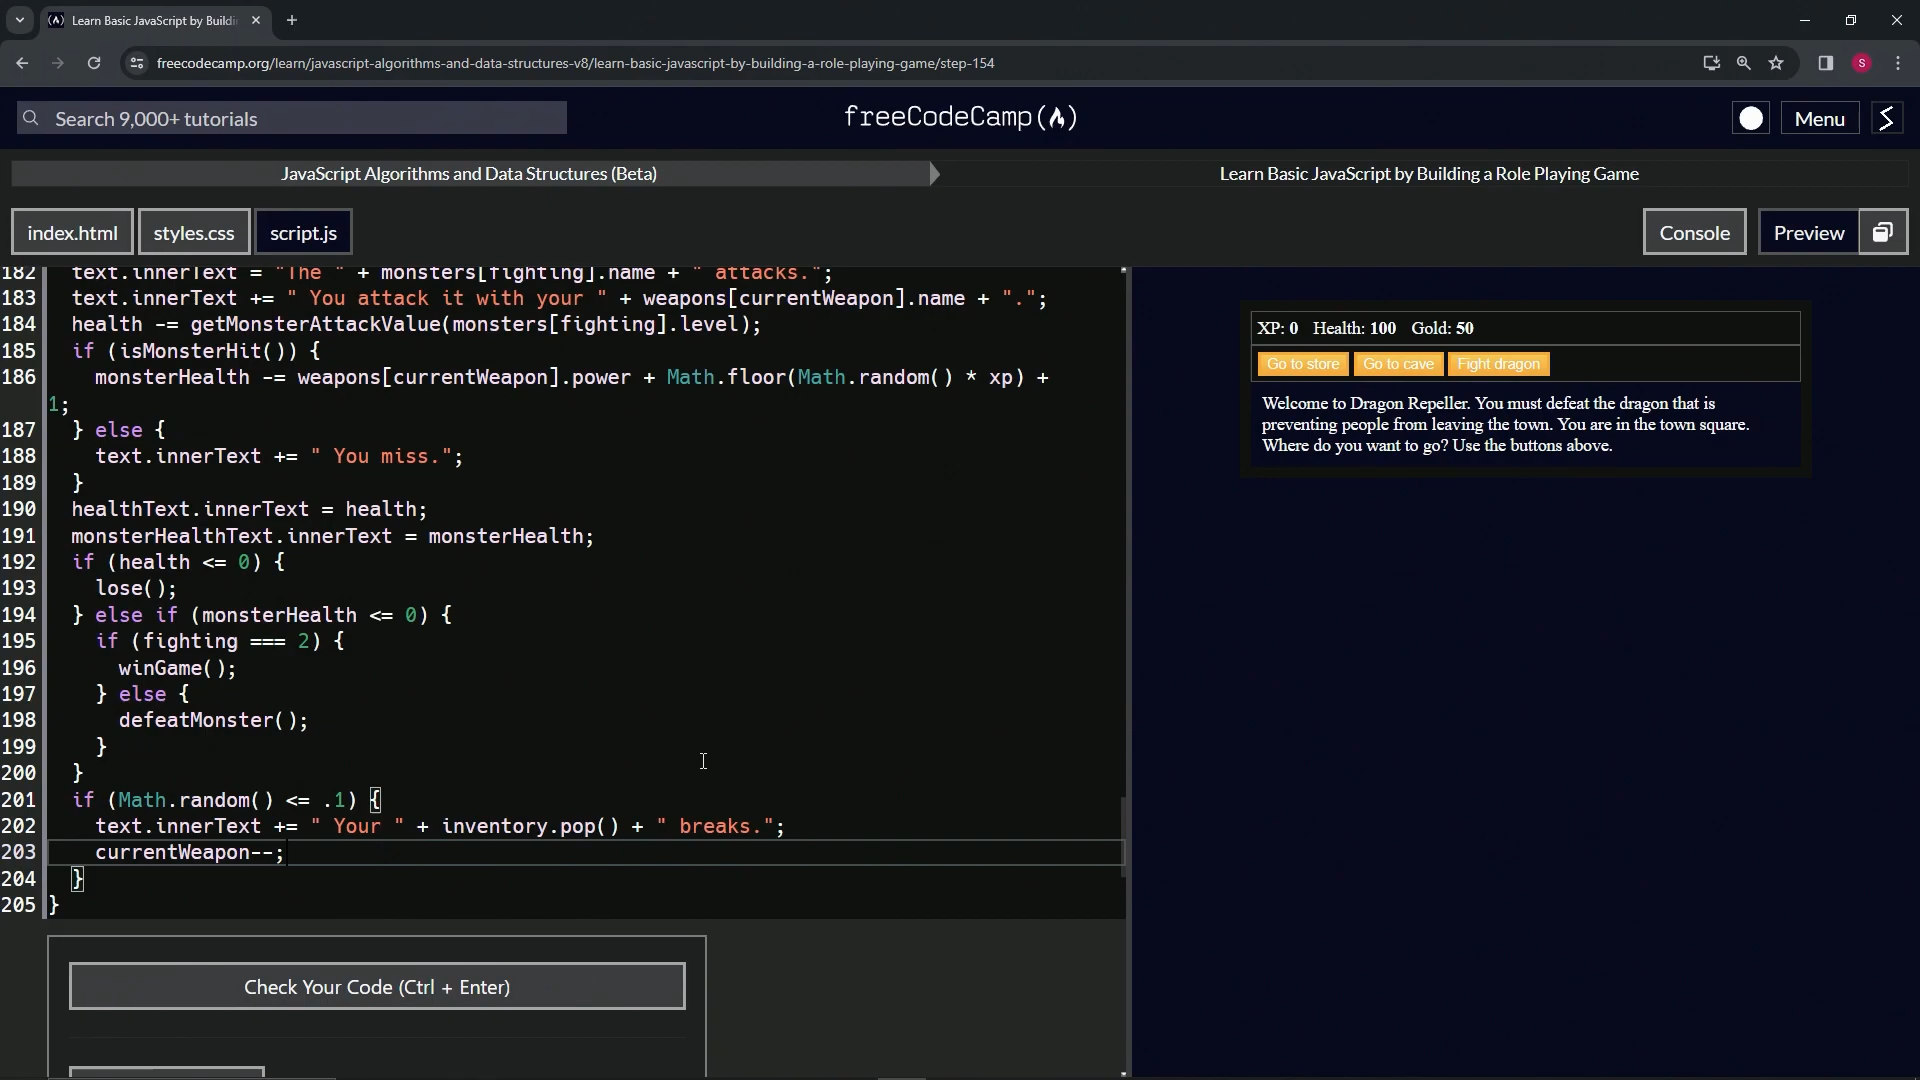 Learn Basic JavaScript by Buildi
freecodecamp.org/learn/javascript-algorithms-and-data-structures-v8/learn-basic-javascript-by-building-a-role-playing-game/step-154
S
Search 9,000+ tutorials
freeCodeCamp
Menu
JavaScript Algorithms and Data Structures (Beta)
Learn Basic JavaScript by Building a Role Playing Game
index.html
styles.css
script.js
Console
Preview
182 text.innerText = "The " + monsters[fighting].name + " attacks.";
183 text.innerText += " You attack it with your " + weapons[currentWeapon].name + ".";
184 health -= getMonsterAttackValue(monsters[fighting].level);
185 if (isMonsterHit()) {
186 monsterHealth -= weapons[currentWeapon].power + Math.floor(Math.random() * xp) +
1;
187 } else {
188 text.innerText += " You miss.";
189 }
190 healthText.innerText = health;
191 monsterHealthText.innerText = monsterHealth;
192 if (health <= 0) {
193 lose();
194 } else if (monsterHealth <= 0) {
195 if (fighting === 2) {
196 winGame();
197 } else {
198 defeatMonster();
199 }
200 }
201 if (Math.random() <= .1) {
202 text.innerText += " Your " + inventory.pop() + " breaks.";
203 currentWeapon--;
204 }
205 }
Check Your Code (Ctrl + Enter)
XP: 0 Health: 100 Gold: 50
Go to store
Go to cave
Fight dragon
Welcome to Dragon Repeller. You must defeat the dragon that is
preventing people from leaving the town. You are in the town square.
Where do you want to go? Use the buttons above.